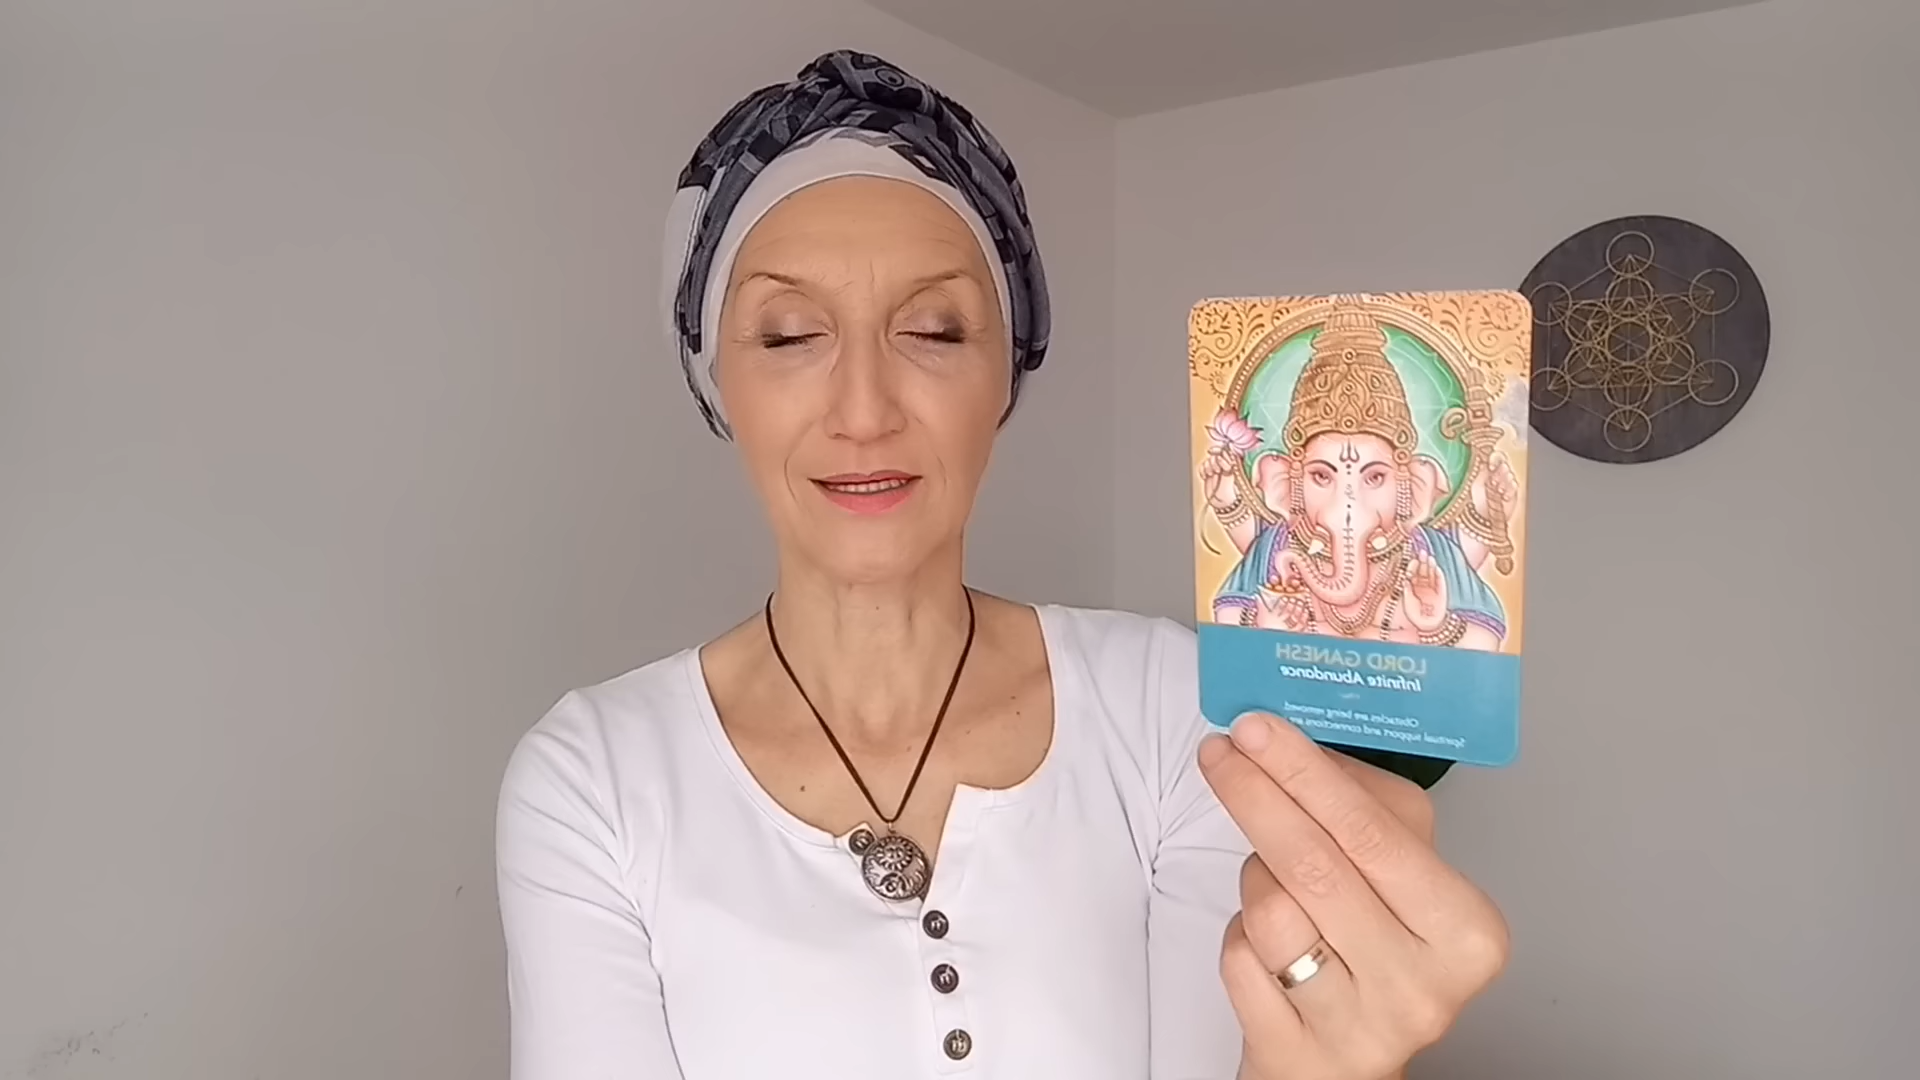 LORD GANESH
Infinite Abundance
Obstacles are being removed.
Spiritual support and connections are